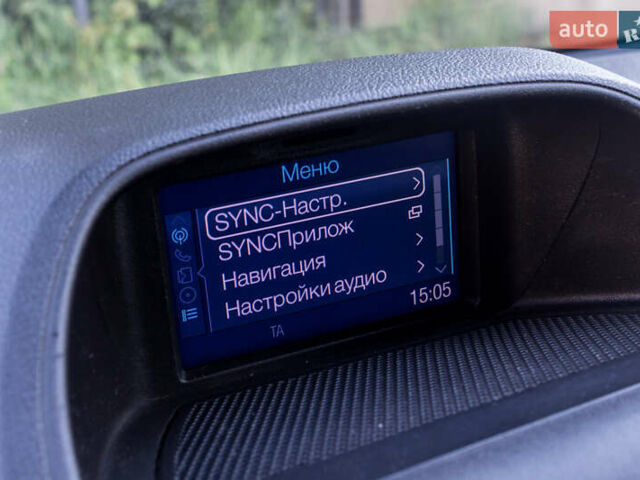 auto
Меню
SYNC-Настр.
SYNCПрилож
Навигация
Настройки аудио
15:05
TA